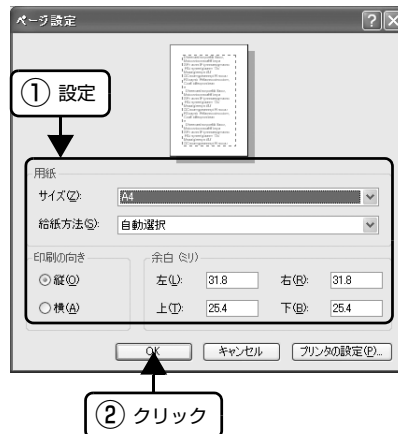 ページ設定
① 設定
用紙
サイズ(Z): A4
給紙方法(S): 自動選択
印刷の向き
縦(O)
横(A)
余白 (ミリ)
左(L): 31.8 右(R): 31.8
上(T): 25.4 下(B): 25.4
OK キャンセル プリンタの設定(P)...
② クリック